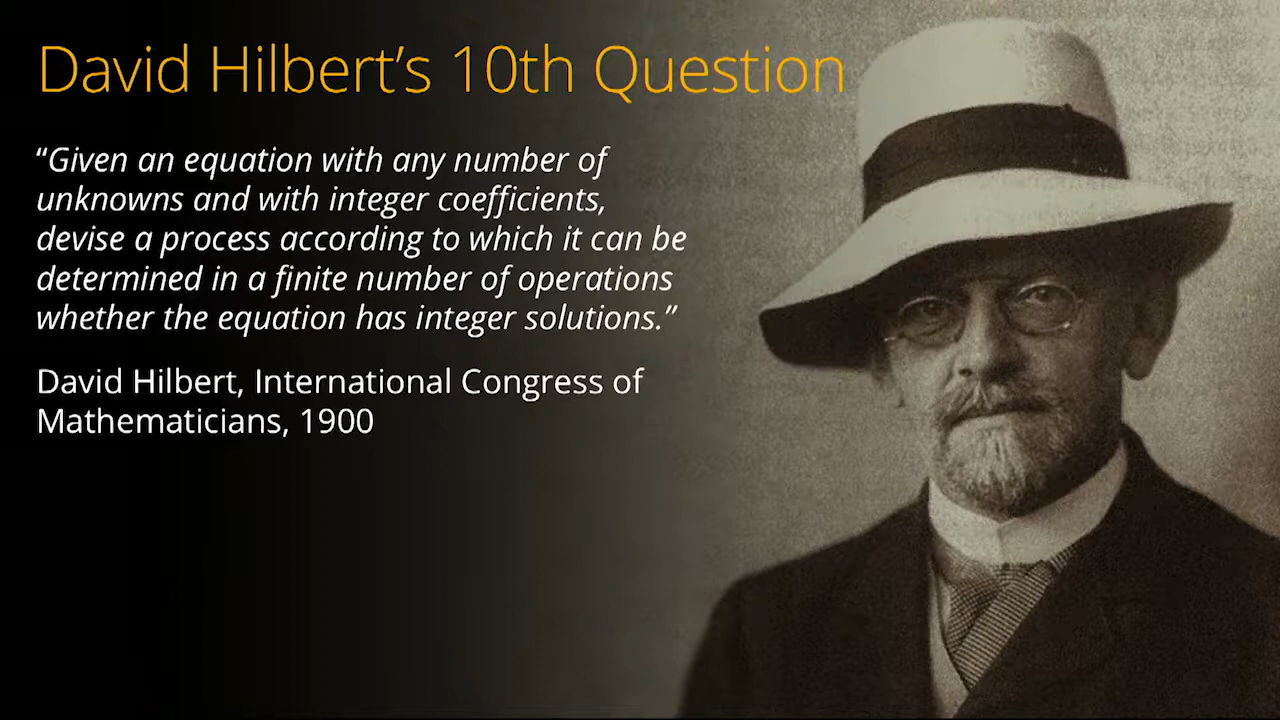 David Hilbert’s 10th Question
“Given an equation with any number of
unknowns and with integer coefficients,
devise a process according to which it can be
determined in a finite number of operations
whether the equation has integer solutions.”
David Hilbert, International Congress of
Mathematicians, 1900